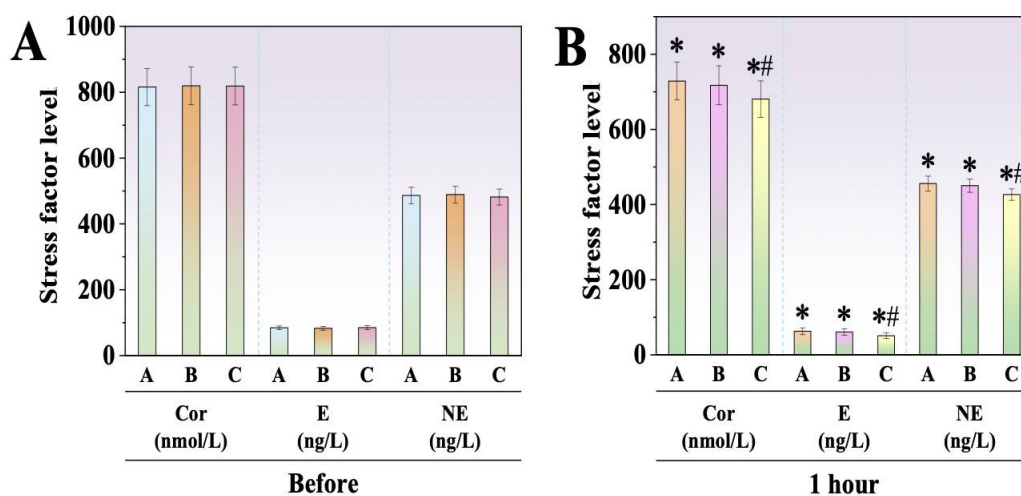 A
Stress factor level
1000
800
600
400
200
0
A B C A B C A B C
Cor E NE
(nmol/L) (ng/L) (ng/L)
Before
B
Stress factor level
800
600
400
200
0
* * *# * * *# * * *#
A B C A B C A B C
Cor E NE
(nmol/L) (ng/L) (ng/L)
1 hour